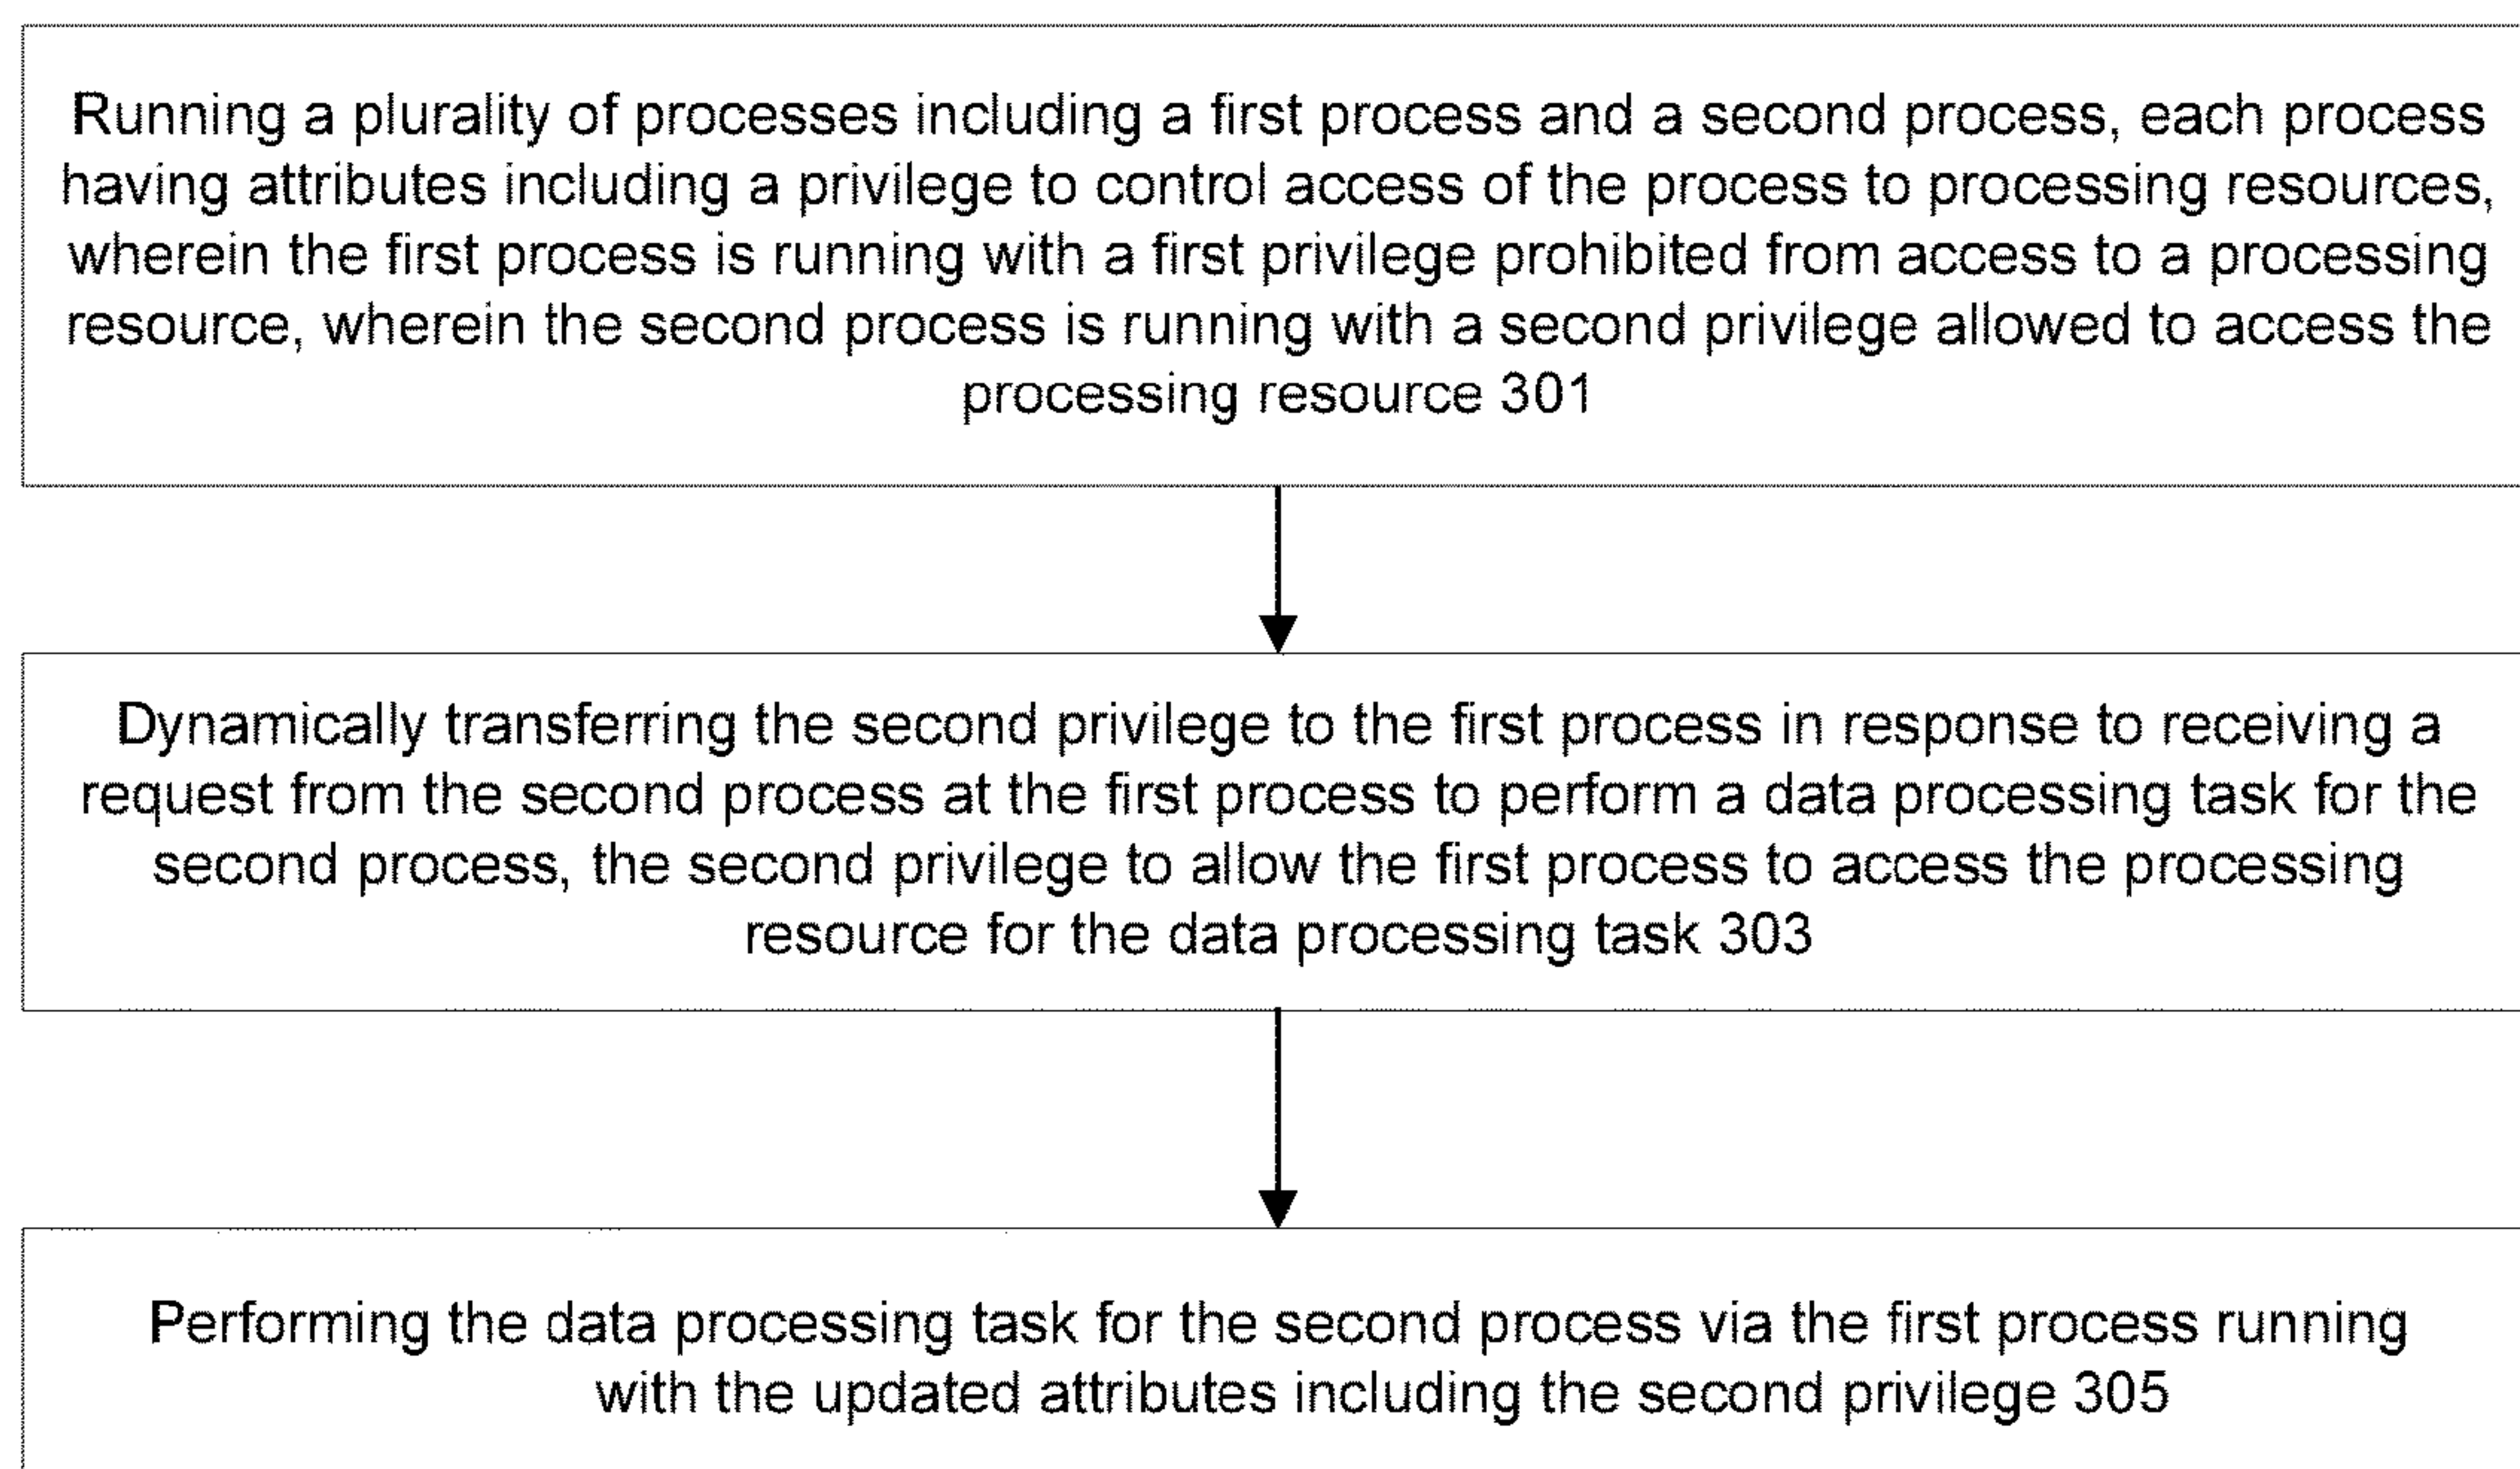 Running a plurality of processes including a first process and a second process, each process
having attributes including a privilege to control access of the process to processing resources,
wherein the first process is running with a first privilege prohibited from access to a processing
resource, wherein the second process is running with a second privilege allowed to access the
processing resource 301
Dynamically transferring the second privilege to the first process in response to receiving a
request from the second process at the first process to perform a data processing task for the
second process, the second privilege to allow the first process to access the processing
resource for the data processing task 303
Performing the data processing task for the second process via the first process running
with the updated attributes including the second privilege 305